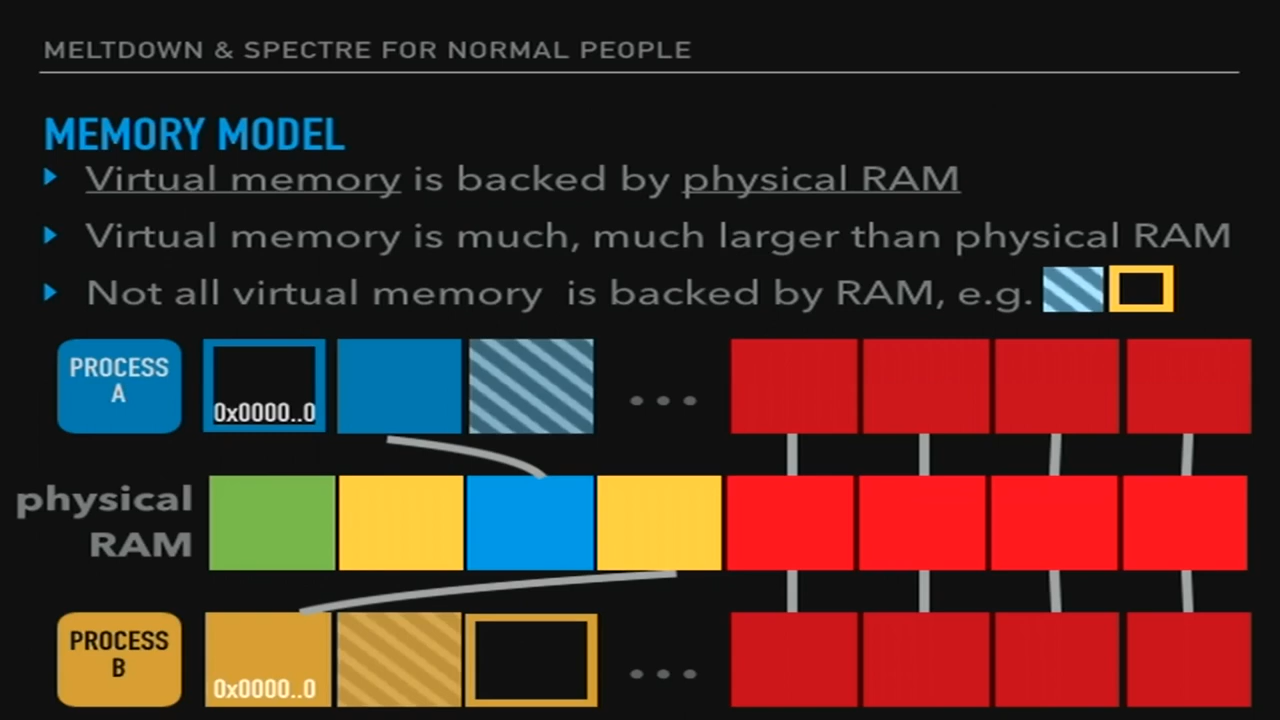 MELTDOWN & SPECTRE FOR NORMAL PEOPLE
MEMORY MODEL
Virtual memory is backed by physical RAM
Virtual memory is much, much larger than physical RAM
Not all virtual memory is backed by RAM, e.g.
PROCESS
A
0x0000..0
...
physical
RAM
PROCESS
B
0x0000..0
...